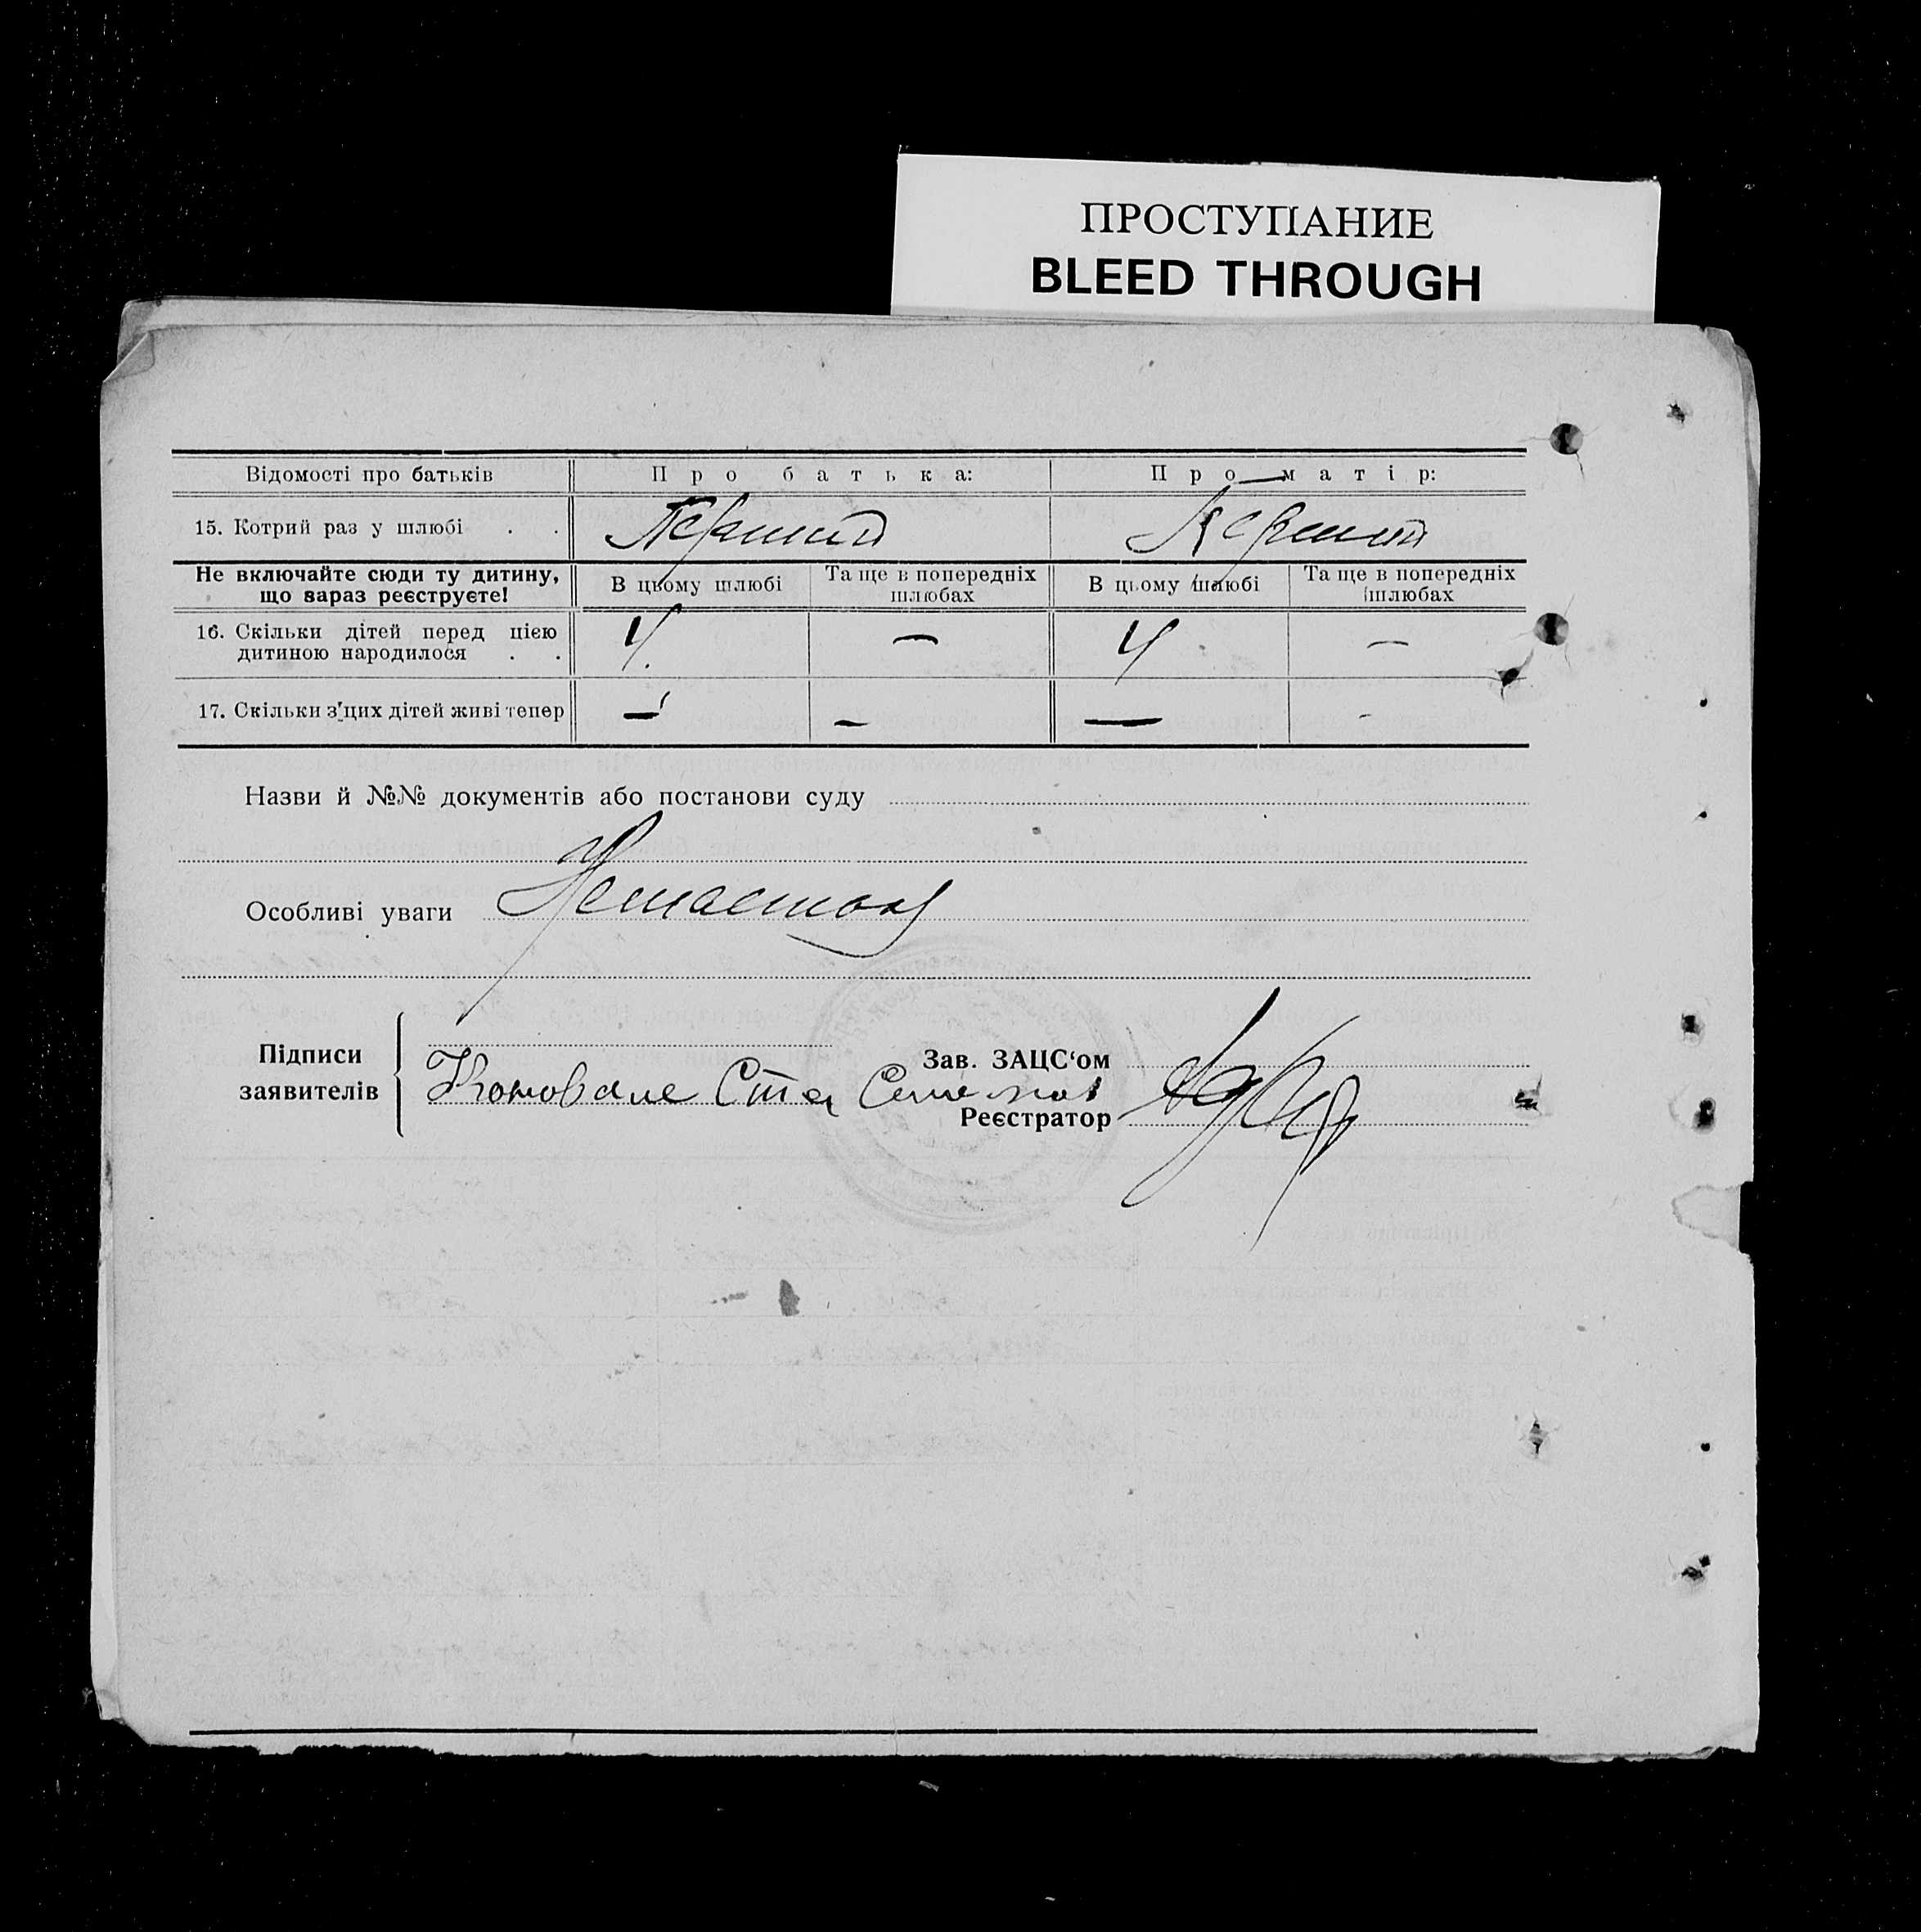 ПРОСТУПАНИЕ
BLEED THROUGH
Відомості про батьків Про батька: Про матір:
15. Котрий раз у шлюбі . . Перший Перший
Не включайте сюди ту дитину, що зараз реєструєте! В цьому шлюбі Та ще в попередніх шлюбах В цьому шлюбі Та ще в попередніх шлюбах
16. Скільки дітей перед цією дитиною народилося . . 4 — 4 —
17. Скільки з цих дітей живі тепер — — — -
Назви й №№ документів або постанови суду
Особливі уваги
Підписи заявителів
Зав. ЗАЦС‘ом
Реєстратор